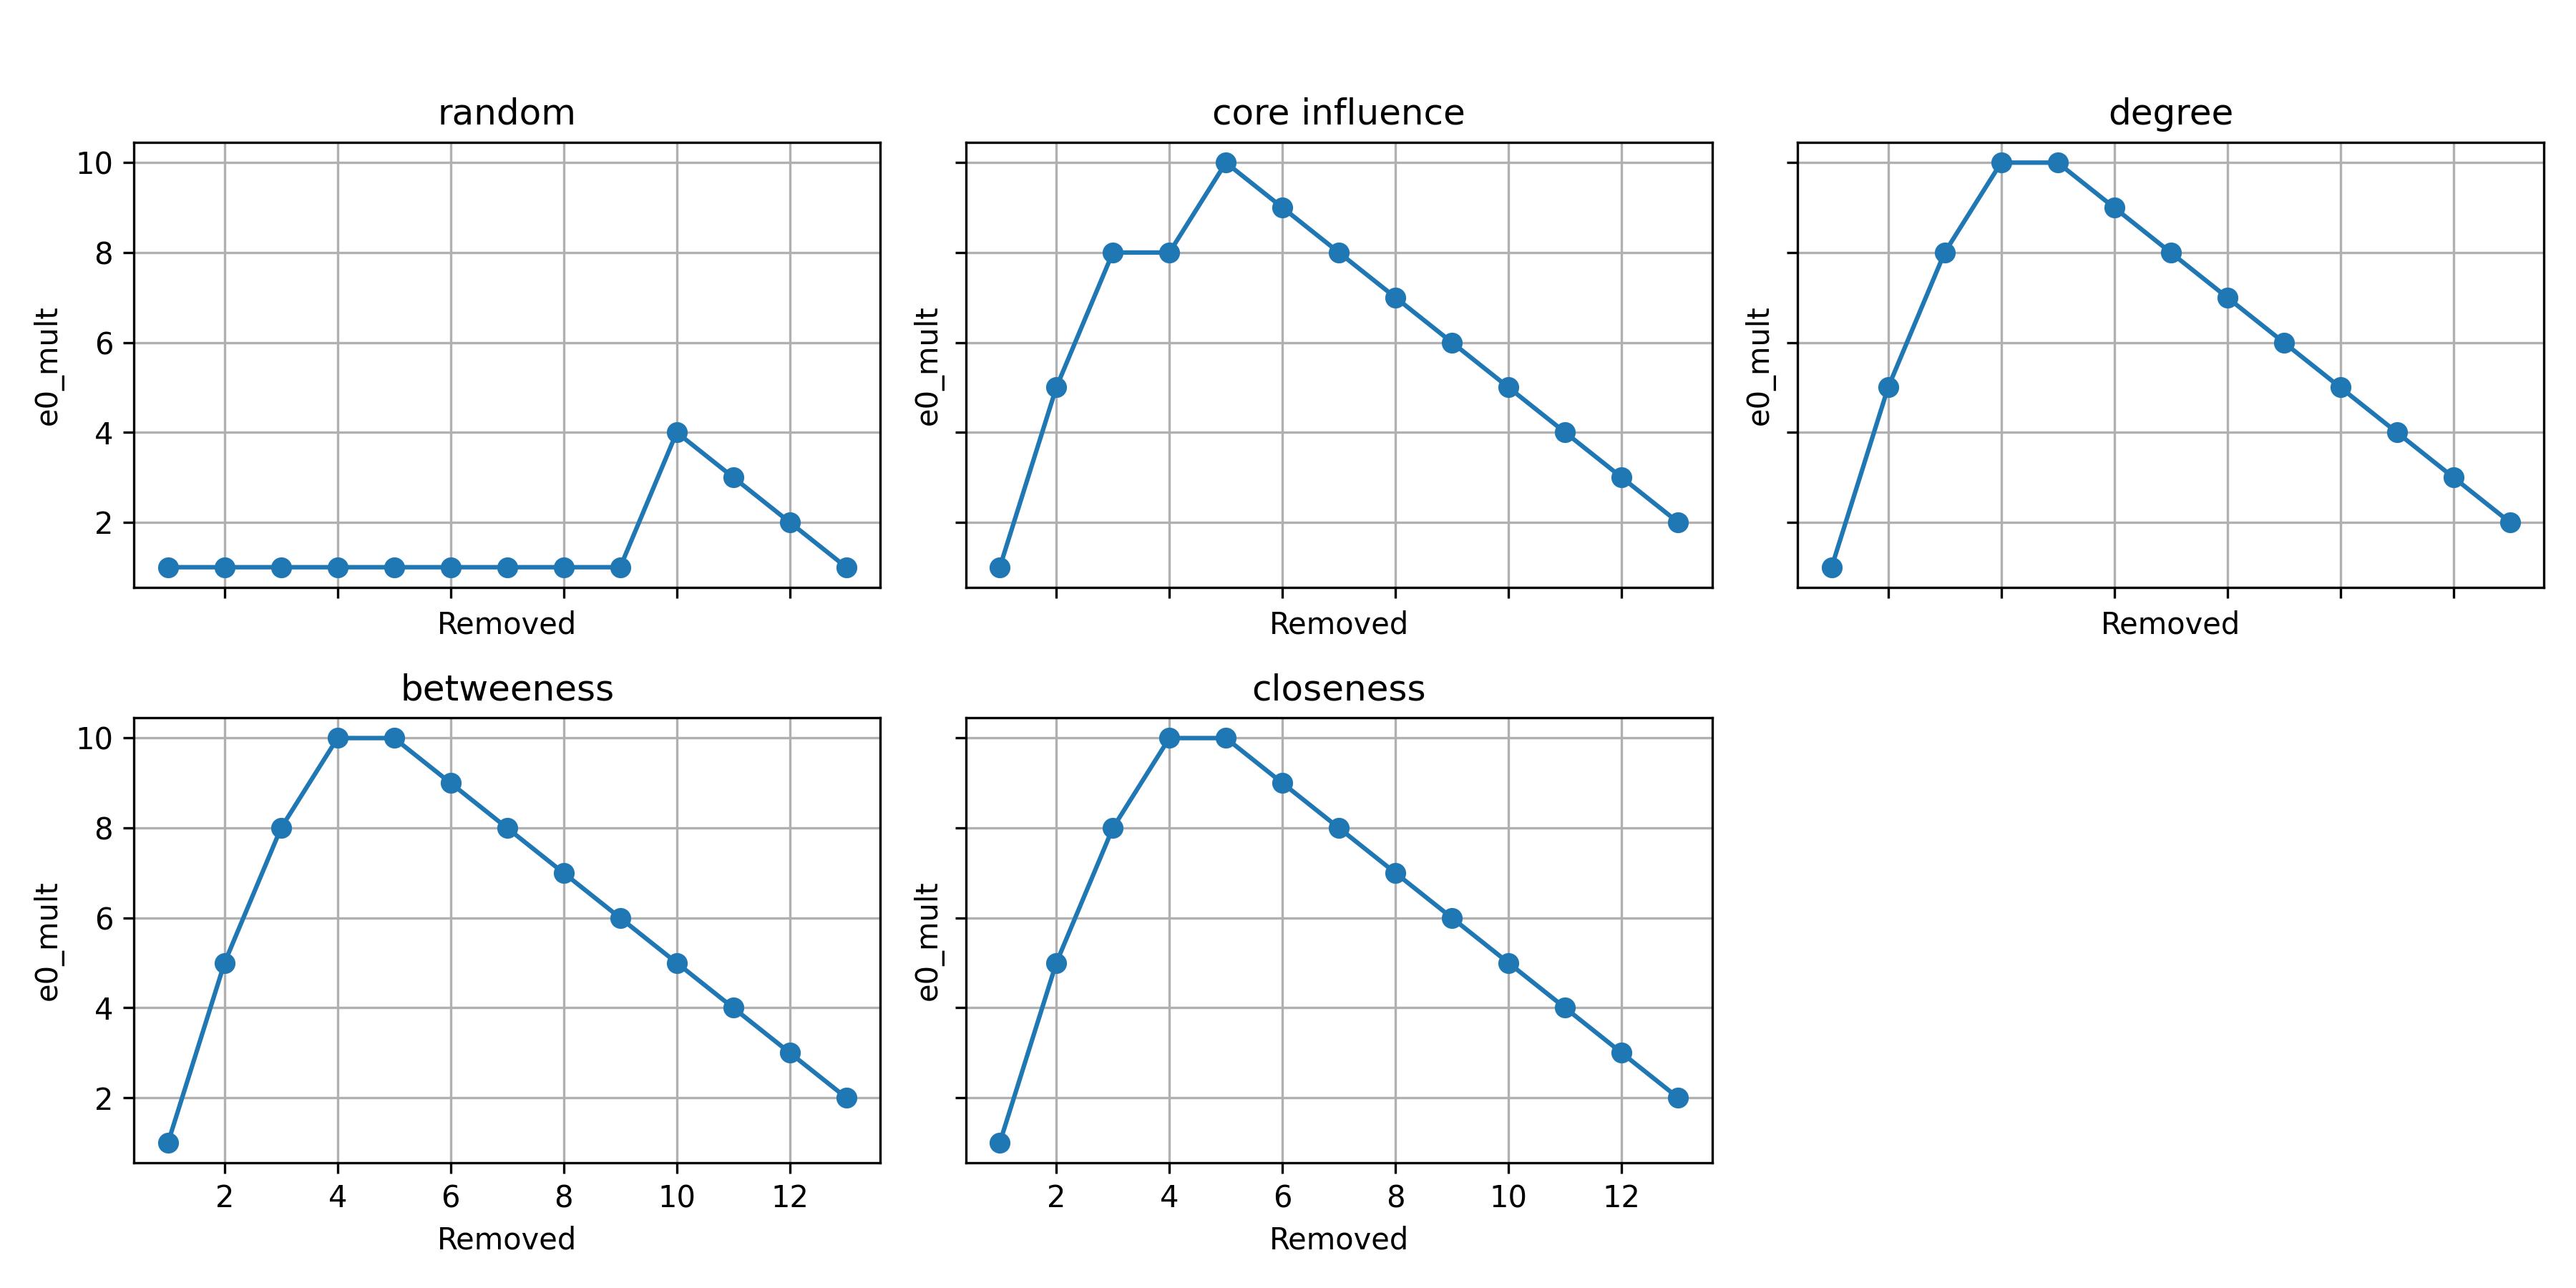 random
core influence
degree
10
8
6
4
2
e0_mult
e0_mult
e0_mult
Removed
Removed
Removed
betweeness
closeness
10
8
6
4
2
e0_mult
e0_mult
2 4 6 8 10 12
2 4 6 8 10 12
Removed
Removed